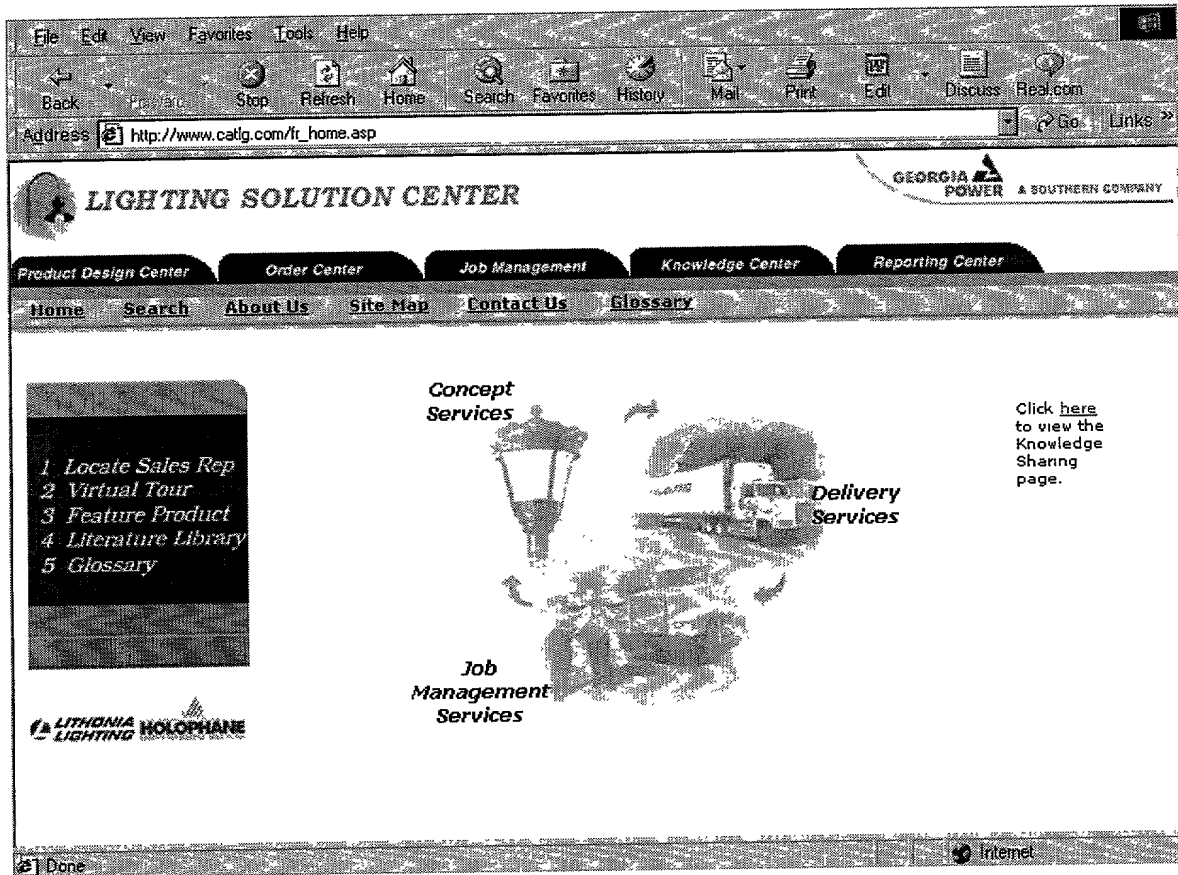 File Edit View Favorites Tools Help
Back Forward Stop Refresh Home Search Favorites History Mail Print Edit Discuss Real.com
Address http://www.catlg.com/fr_home.asp Go Links »
LIGHTING SOLUTION CENTER
GEORGIA
POWER A SOUTHERN COMPANY
Product Design Center Order Center Job Management Knowledge Center Reporting Center
Home Search About Us Site Map Contact Us Glossary
1 Locate Sales Rep
2 Virtual Tour
3 Feature Product
4 Literature Library
5 Glossary
Concept
Services
Delivery
Services
Job
Management
Services
Click here
to view the
Knowledge
Sharing
page.
LITHONIA
LIGHTING HOLOPHANE
Done Internet